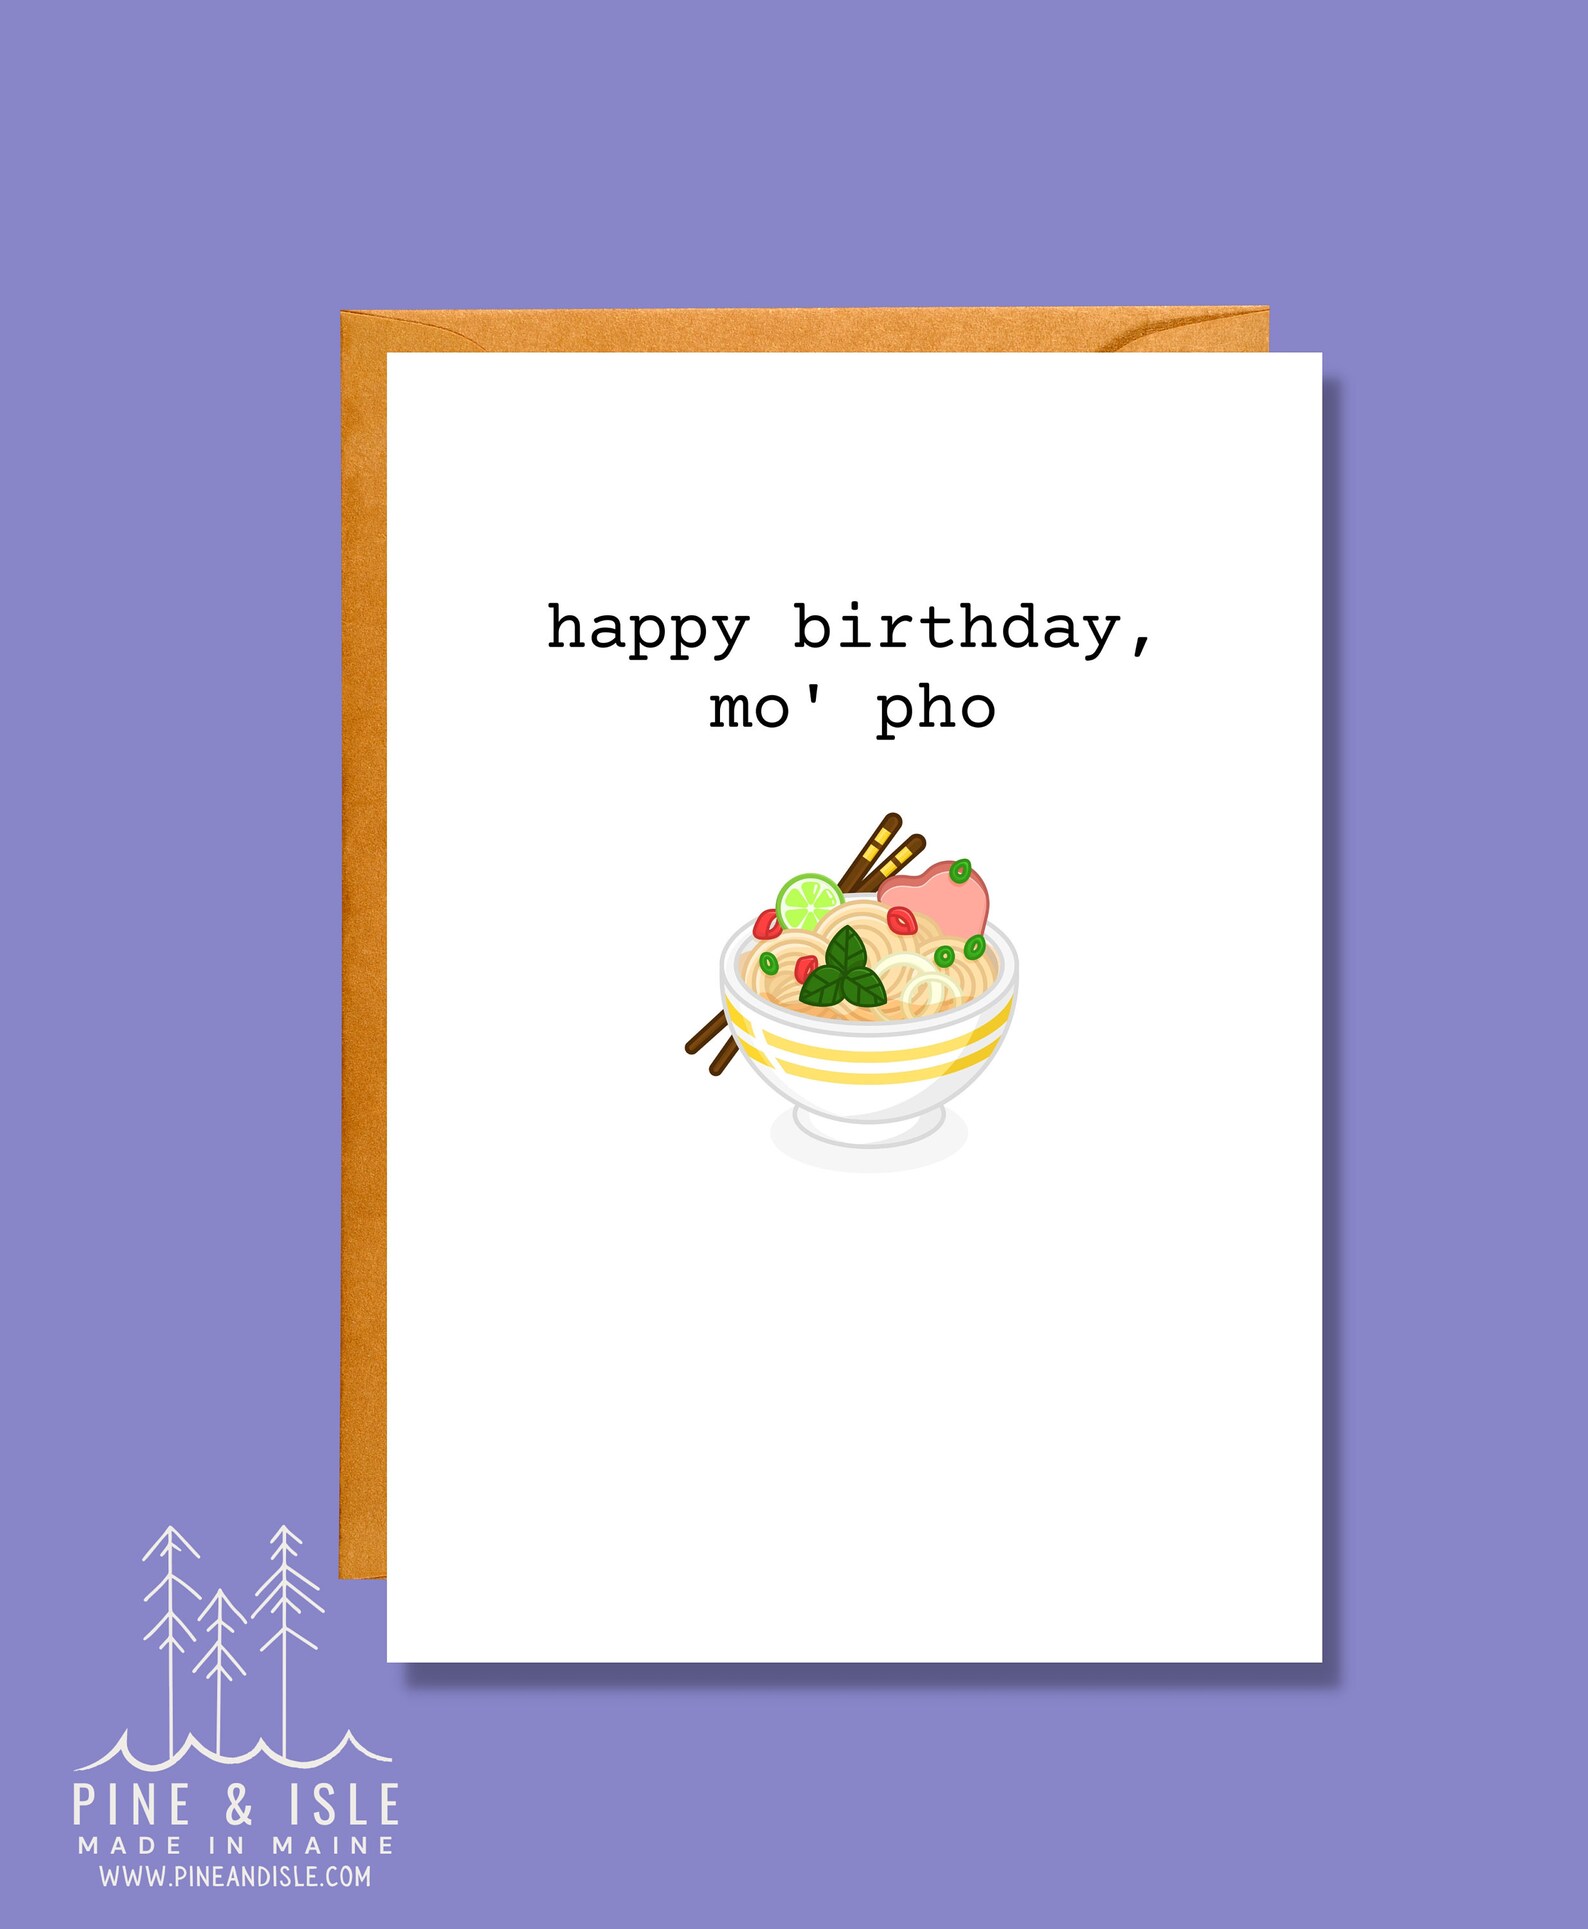 happy birthday,
mo' pho
PINE & ISLE
MADE IN MAINE
WWW.PINEANDISLE.COM